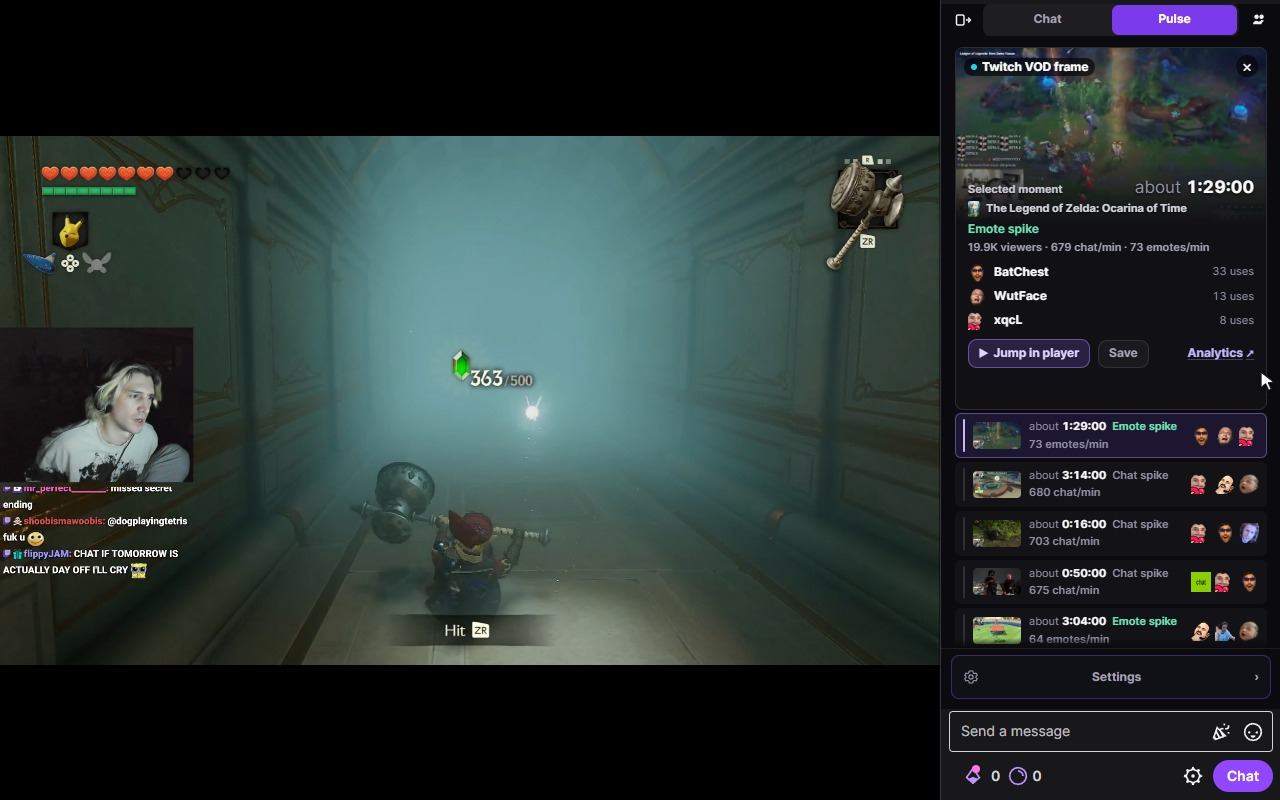 Chat
Pulse
Twitch VOD frame
Selected moment
about 1:29:00
The Legend of Zelda: Ocarina of Time
Emote spike
19.9K viewers · 679 chat/min · 73 emotes/min
BatChest 33 uses
WutFace 13 uses
xqcL 8 uses
▶ Jump in player
Save
Analytics ↗
about 1:29:00 Emote spike
73 emotes/min
about 3:14:00 Chat spike
680 chat/min
about 0:16:00 Chat spike
703 chat/min
about 0:50:00 Chat spike
675 chat/min
chat
about 3:04:00 Emote spike
64 emotes/min
Settings ›
Send a message
0
0
Chat
R
ZR
363/500
Hit ZR
mr_perfect______: missed secret
ending
shoobismawoobis: @dogplayingtetris
fuk u
flippyJAM: CHAT IF TOMORROW IS
ACTUALLY DAY OFF I'LL CRY